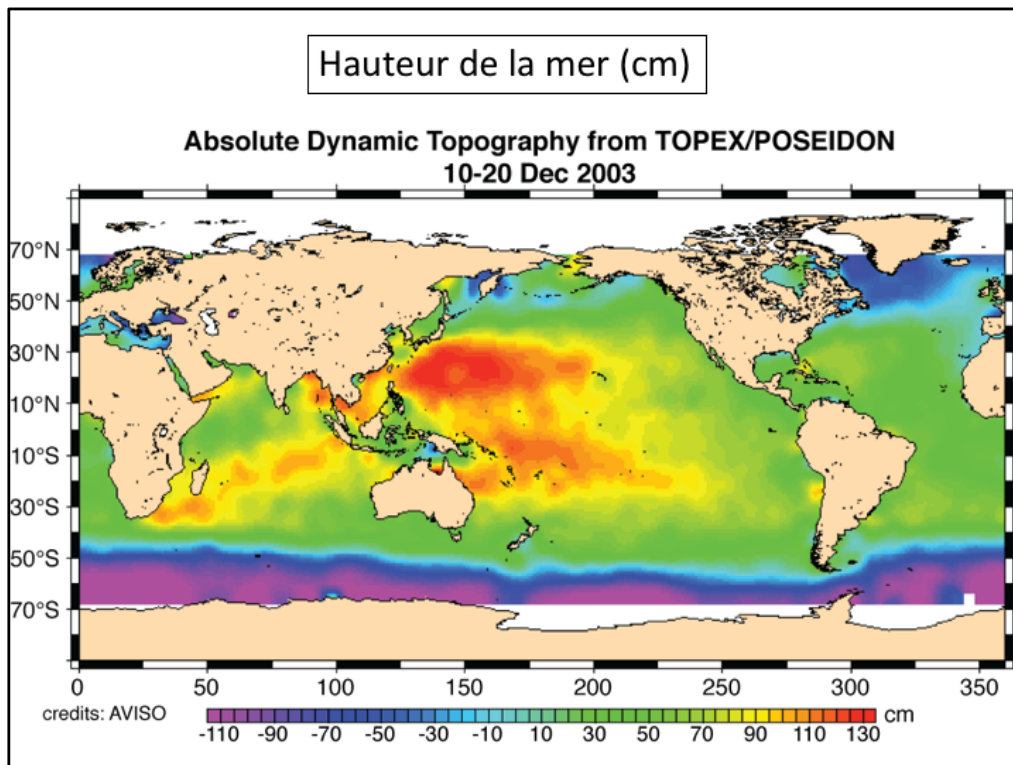 Hauteur de la mer (cm)
Absolute Dynamic Topography from TOPEX/POSEIDON
10-20 Dec 2003
70°N
50°N
30°N
10°N
10°S
30°S
50°S
70°S
0 50 100 150 200 250 300 350
credits: AVISO
cm
-110 -90 -70 -50 -30 -10 10 30 50 70 90 110 130